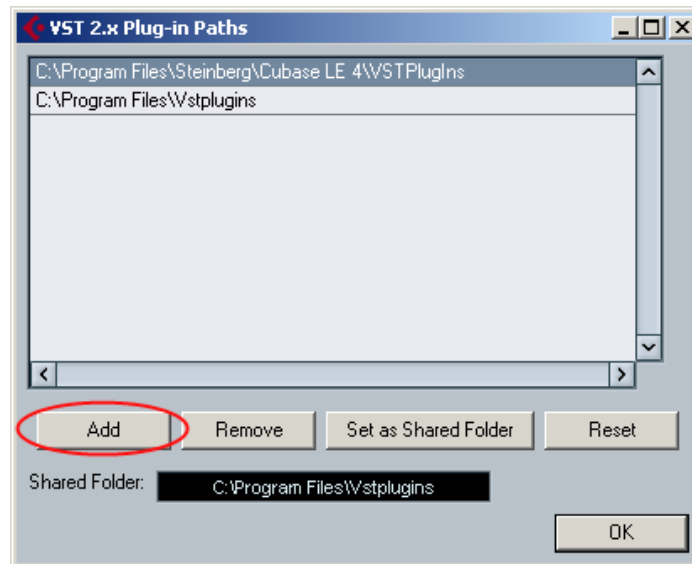 VST 2.x Plug-in Paths
C:\Program Files\Steinberg\Cubase LE 4\VSTPlugIns
C:\Program Files\Vstplugins
Add Remove Set as Shared Folder Reset
Shared Folder: C:\Program Files\Vstplugins
OK